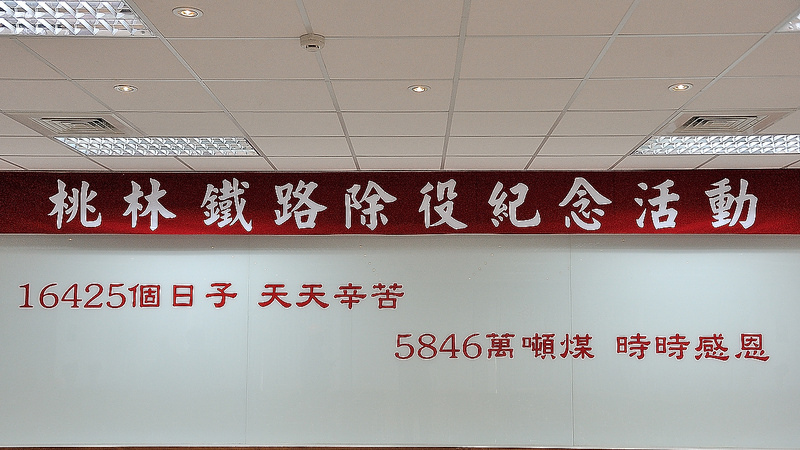 桃林鐵路除役紀念活動
16425個日子 天天辛苦
5846萬噸煤 時時感恩